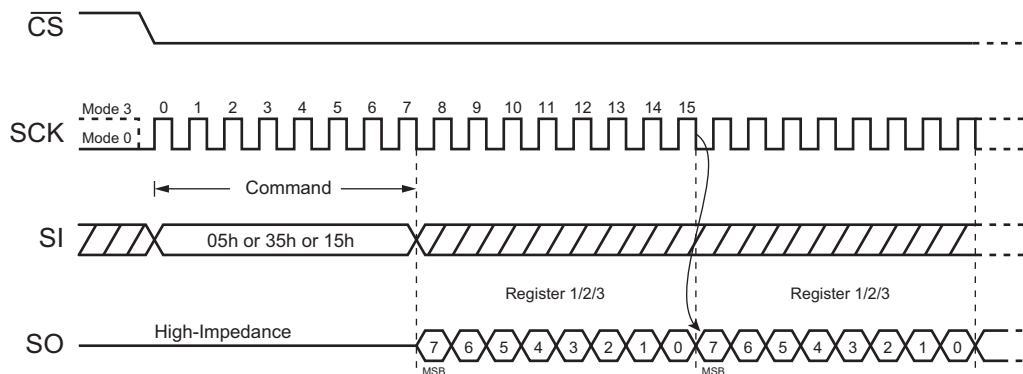 CS
Mode 3 0 1 2 3 4 5 6 7 8 9 10 11 12 13 14 15
SCK
Mode 0
Command
SI 05h or 35h or 15h
Register 1/2/3 Register 1/2/3
High-Impedance
SO 7 6 5 4 3 2 1 0 7 6 5 4 3 2 1 0
MSB MSB